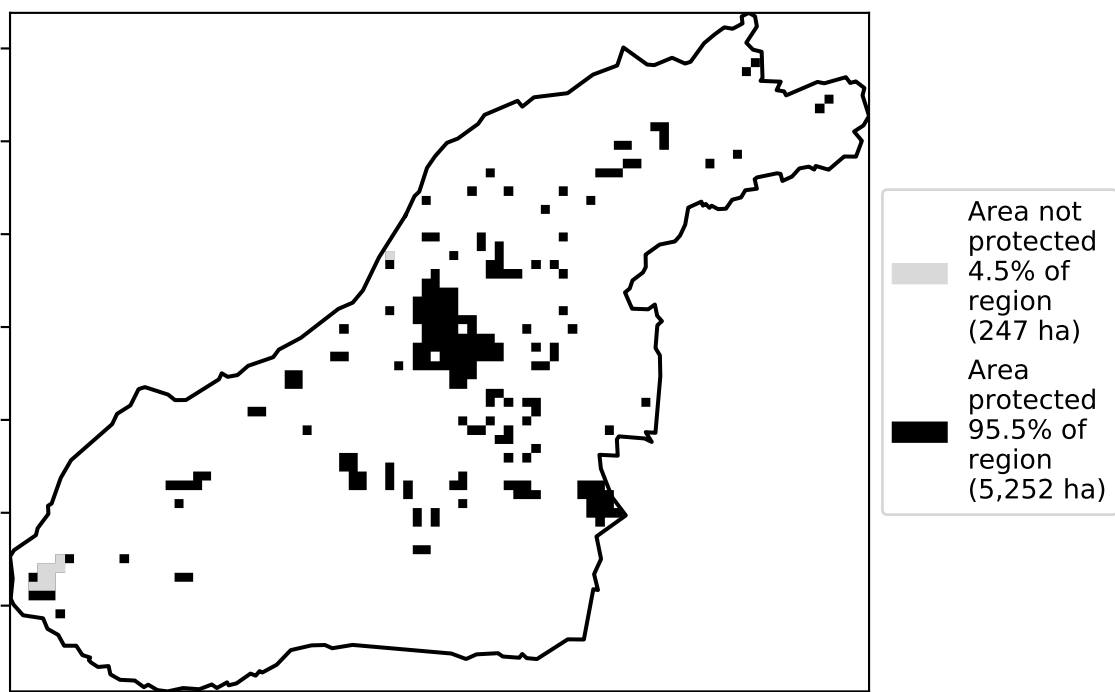 Area not
protected
4.5% of
region
(247 ha)
Area
protected
95.5% of
region
(5,252 ha)